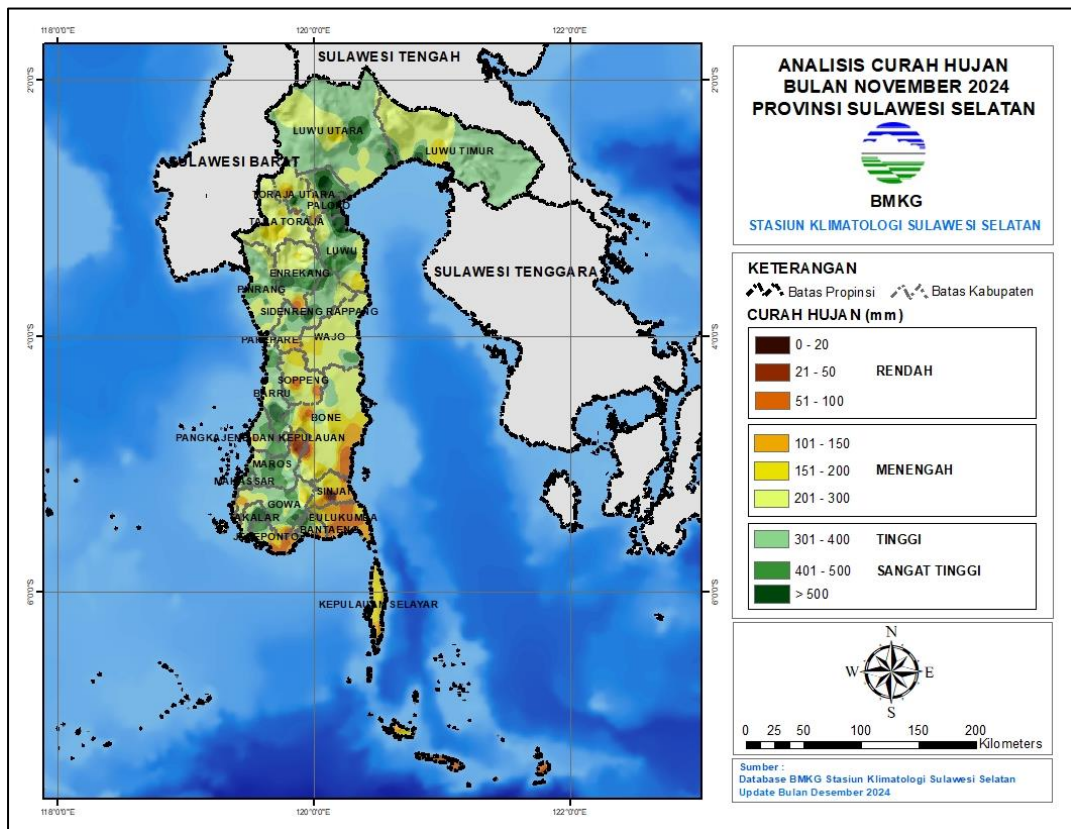 118°0'0"E
120°0'0"E
122°0'0"E
2°0'0"S
4°0'0"S
6°0'0"S
2°0'0"S
4°0'0"S
6°0'0"S
118°0'0"E
120°0'0"E
122°0'0"E
SULAWESI TENGAH
LUWU UTARA
LUWU TIMUR
SULAWESI BARAT
TORAJA UTARA
PALOPO
TANA TORAJA
LUWU
SULAWESI TENGGARA
ENREKANG
PINRANG
SIDENRENG RAPPANG
PAREPARE
WAJO
SOPPENG
BARRU
BONE
PANGKAJENE DAN KEPULAUAN
MAROS
MAKASSAR
SINJAI
GOWA
TAKALAR
BULUKUMBA
BANTAENG
JENEPONTO
KEPULAUAN SELAYAR
ANALISIS CURAH HUJAN
BULAN NOVEMBER 2024
PROVINSI SULAWESI SELATAN
BMKG
STASIUN KLIMATOLOGI SULAWESI SELATAN
KETERANGAN
Batas Propinsi
Batas Kabupaten
CURAH HUJAN (mm)
0 - 20
21 - 50 RENDAH
51 - 100
101 - 150
151 - 200 MENENGAH
201 - 300
301 - 400 TINGGI
401 - 500 SANGAT TINGGI
> 500
N
W E
S
0 25 50 100 150 200
Kilometers
Sumber :
Database BMKG Stasiun Klimatologi Sulawesi Selatan
Update Bulan Desember 2024